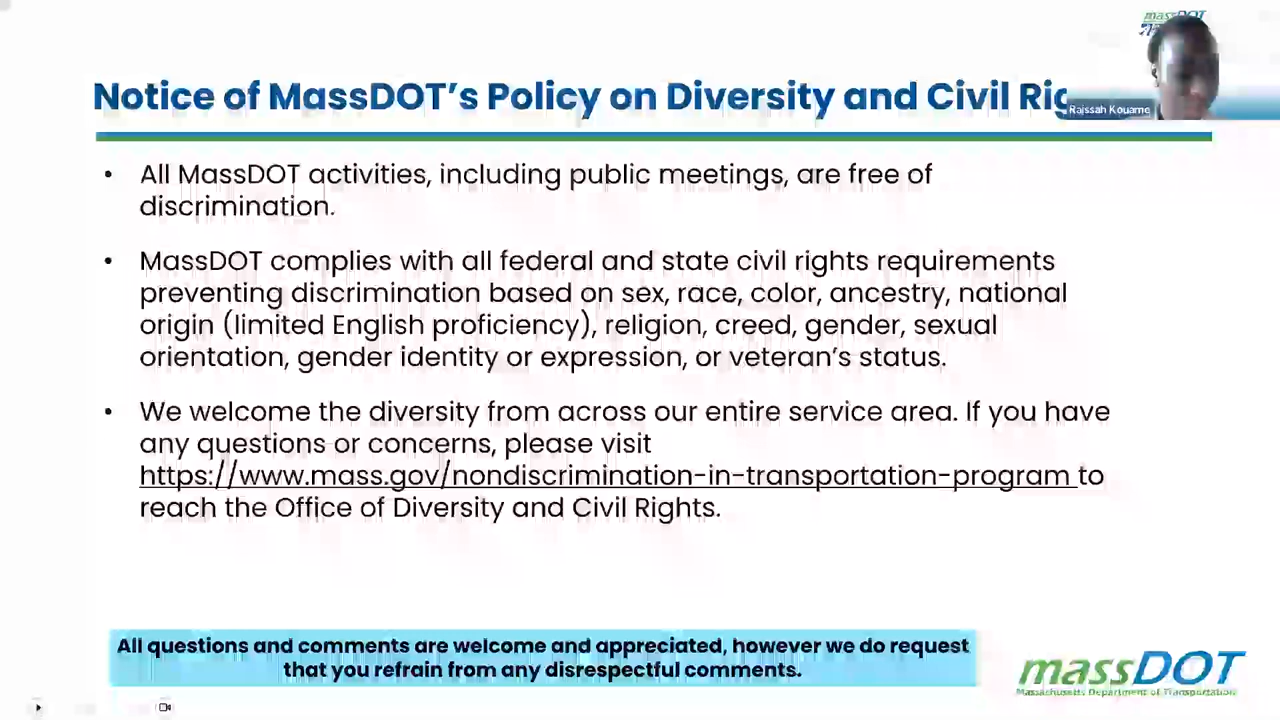 massDOT
Notice of MassDOT's Policy on Diversity and Civil Rig
Raissah Kouame
• All MassDOT activities, including public meetings, are free of
discrimination.
• MassDOT complies with all federal and state civil rights requirements
preventing discrimination based on sex, race, color, ancestry, national
origin (limited English proficiency), religion, creed, gender, sexual
orientation, gender identity or expression, or veteran's status.
• We welcome the diversity from across our entire service area. If you have
any questions or concerns, please visit
https://www.mass.gov/nondiscrimination-in-transportation-program to
reach the Office of Diversity and Civil Rights.
All questions and comments are welcome and appreciated, however we do request
that you refrain from any disrespectful comments.
massDOT
Massachusetts Department of Transportation